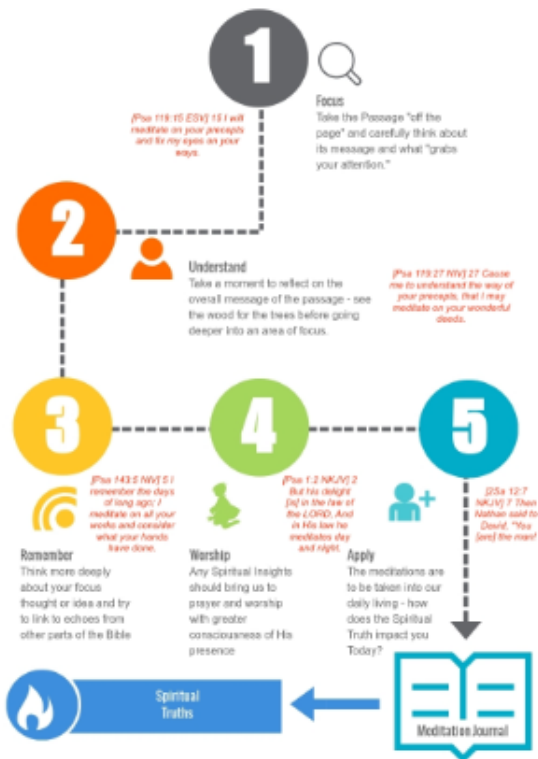 1
Focus
Take the Passage "off the
page" and carefully think about
its message and what "grabs
your attention."
[Psa 119:15 ESV] 15 I will
meditate on your precepts
and fix my eyes on your
ways.
2
Understand
Take a moment to reflect on the
overall message of the passage - see
the wood for the trees before going
deeper into an area of focus.
[Psa 119:27 NIV] 27 Cause
me to understand the way of
your precepts, that I may
meditate on your wonderful
deeds.
3
[Psa 143:5 NIV] 5 I
remember the days
of long ago; I
meditate on all your
works and consider
what your hands
have done.
Remember
Think more deeply
about your focus
thought or idea and try
to link to echoes from
other parts of the Bible
4
[Psa 1:2 NKJV] 2
But his delight
[is] in the law of
the LORD, And
in His law he
meditates day
and night.
Worship
Any Spiritual Insights
should bring us to
prayer and worship
with greater
consciousness of His
presence
5
[2Sa 12:7
NKJV] 7 Then
Nathan said to
David, "You
[are] the man!
Apply
The meditations are
to be taken into our
daily living - how
does the Spiritual
Truth impact you
Today?
Meditation Journal
Spiritual
Truths